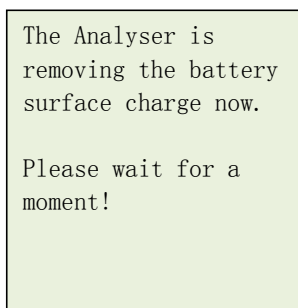 The Analyser is
removing the battery
surface charge now.
Please wait for a
moment!